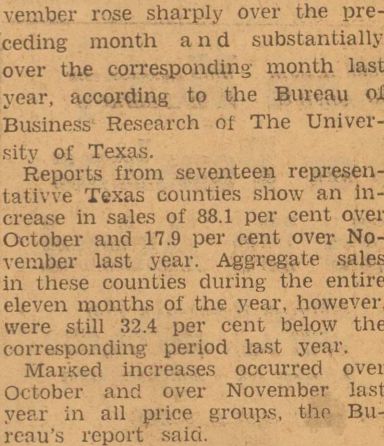 vember rose sharply over the pre-
ceding month and substantially
over the corresponding month last
year, according to the Bureau of
Business Research of The Univer-
sity of Texas.
Reports from seventeen represen-
tativve Texas counties show an in-
crease in sales of 88.1 per cent over
October and 17.9 per cent over No-
vember last year. Aggregate sales
in these counties during the entire
eleven months of the year, however,
were still 32.4 per cent below the
corresponding period last year.
Marked increases occurred over
October and over November last
year in all price groups, the Bu-
reau's report said.